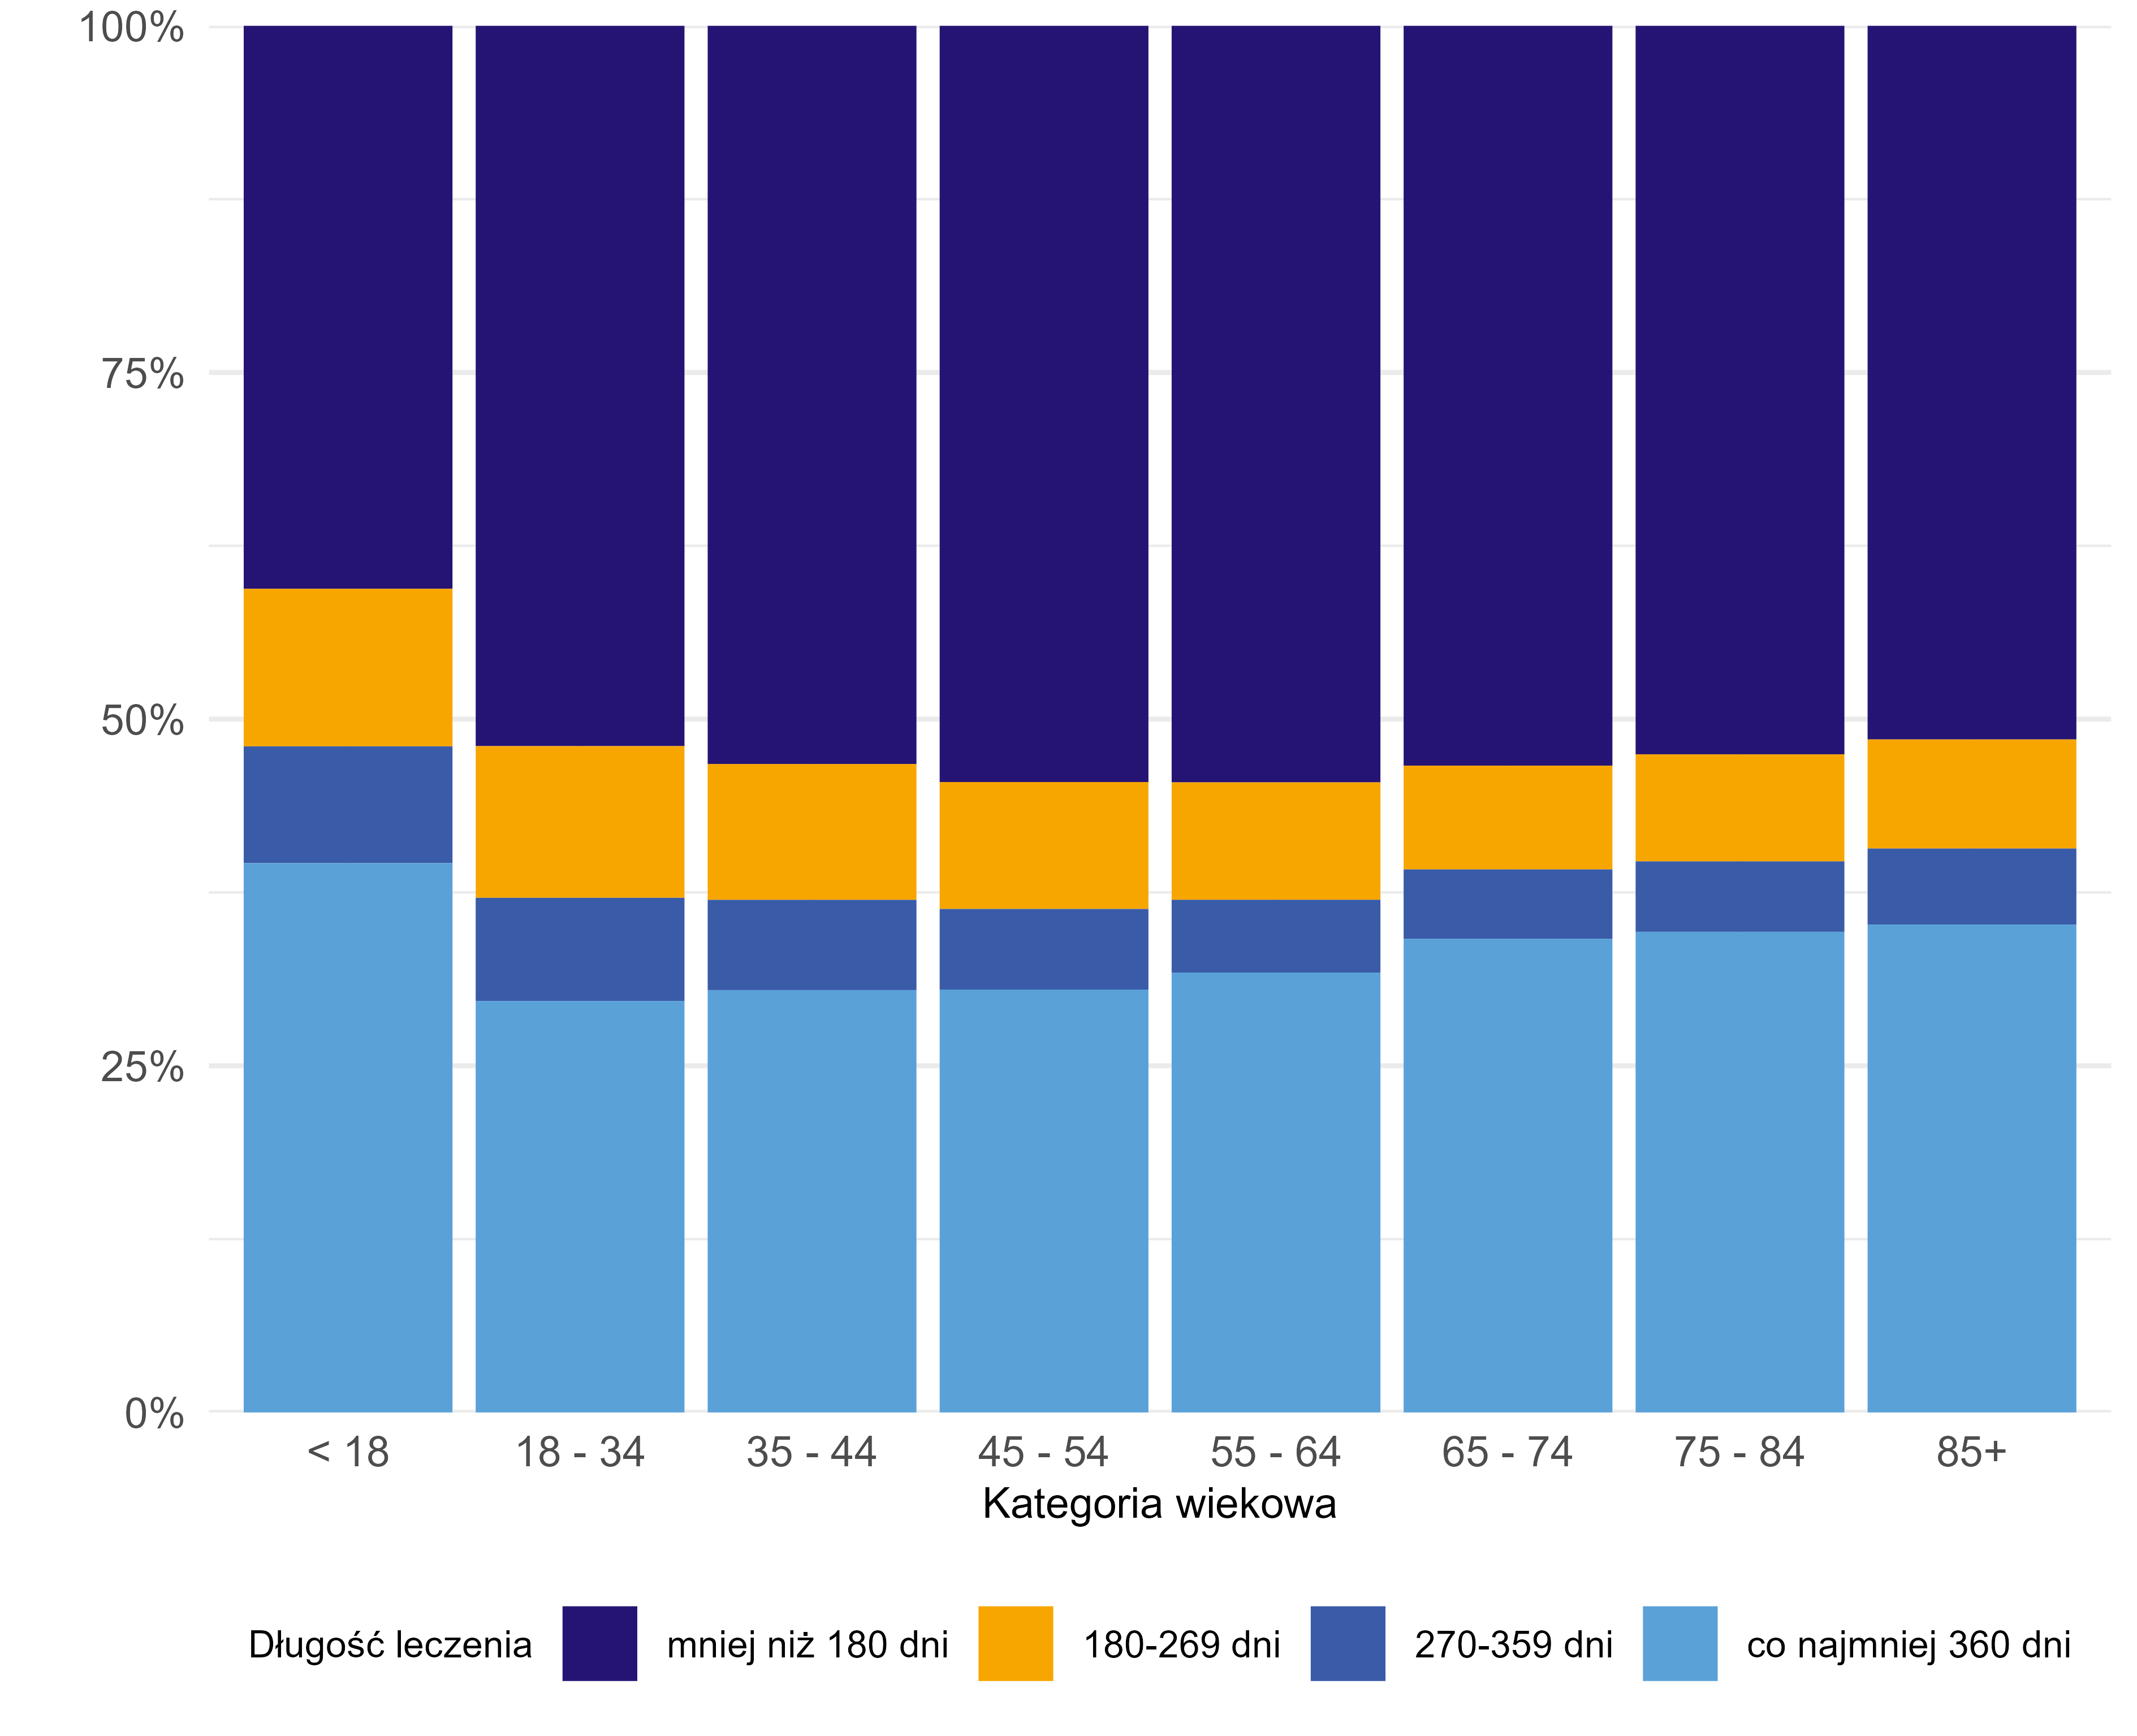 100%
75%
50%
25%
0%
< 18 18 - 34 35 - 44 45 - 54 55 - 64 65 - 74 75 - 84 85+
Kategoria wiekowa
Długość leczenia mniej niż 180 dni 180-269 dni 270-359 dni co najmniej 360 dni